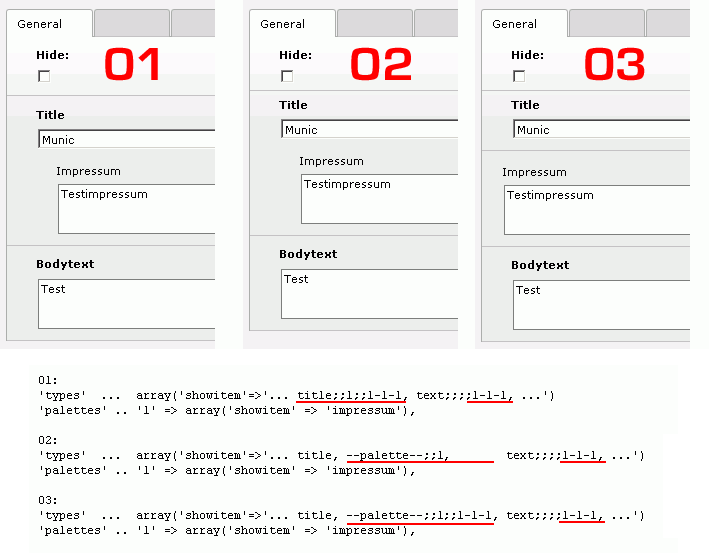 General
Hide:
01
Title
Munic
Impressum
Testimpressum
Bodytext
Test
General
Hide:
02
Title
Munic
Impressum
Testimpressum
Bodytext
Test
General
Hide:
03
Title
Munic
Impressum
Testimpressum
Bodytext
Test
01:
'types' ... array('showitem'=>'... title;;1;;1-1-1, text;;;;1-1-1, ...')
'palettes' .. '1' => array('showitem' => 'impressum'),
02:
'types' ... array('showitem'=>'... title, --palette--;;1, text;;;;1-1-1, ...')
'palettes' .. '1' => array('showitem' => 'impressum'),
03:
'types' ... array('showitem'=>'... title, --palette--;;1;;1-1-1, text;;;;1-1-1, ...')
'palettes' .. '1' => array('showitem' => 'impressum'),